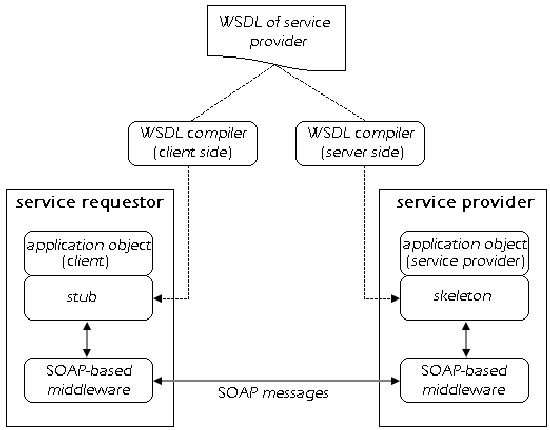 WSDL of service
provider
WSDL compiler
(client side)
WSDL compiler
(server side)
service requestor
application object
(client)
stub
SOAP-based
middleware
service provider
application object
(service provider)
skeleton
SOAP-based
middleware
SOAP messages